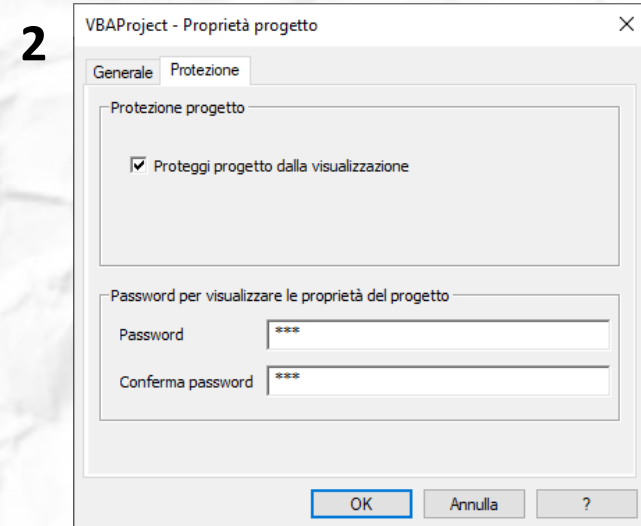 2
VBAProject - Proprietà progetto
Generale
Protezione
Protezione progetto
Proteggi progetto dalla visualizzazione
Password per visualizzare le proprietà del progetto
Password
***
Conferma password
***
OK
Annulla
?